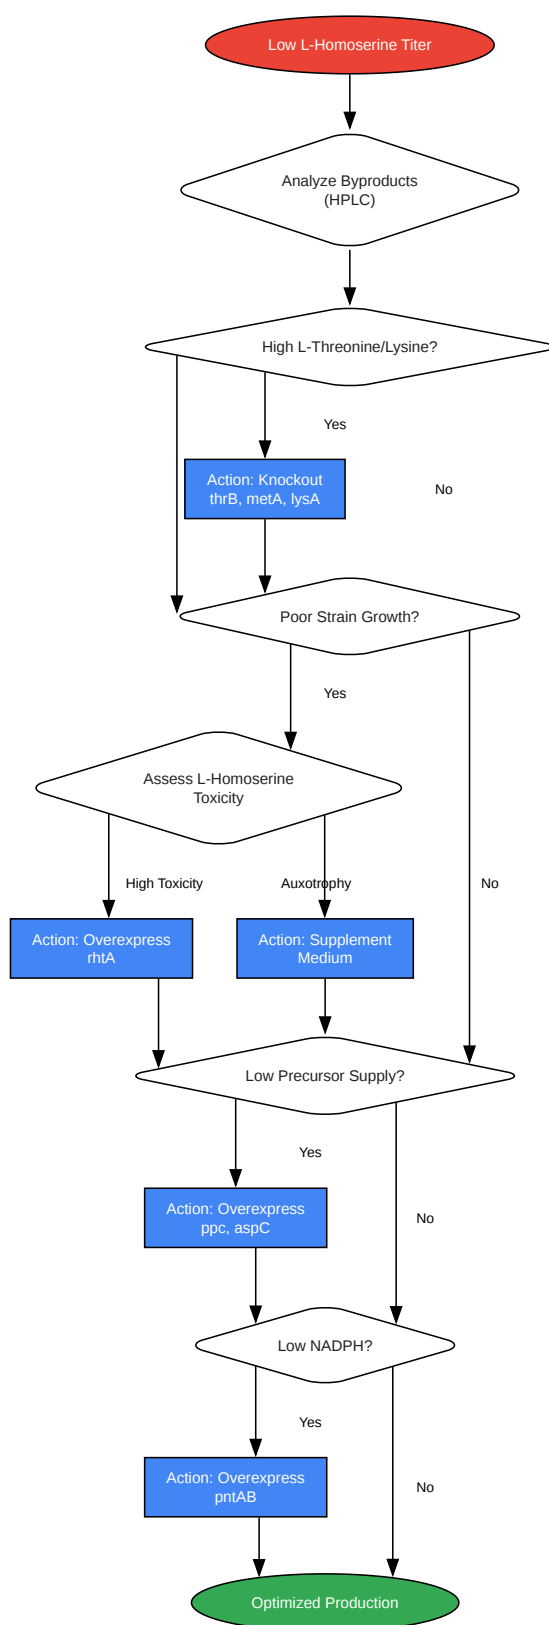 Low L-Homoserine Titer
Analyze Byproducts
(HPLC)
High L-Threonine/Lysine?
Yes
Action: Knockout
thrB, metA, lysA
No
Poor Strain Growth?
Yes
Assess L-Homoserine
Toxicity
High Toxicity
Auxotrophy
No
Action: Overexpress
rhtA
Action: Supplement
Medium
Low Precursor Supply?
Yes
Action: Overexpress
ppc, aspC
No
Low NADPH?
Yes
Action: Overexpress
pntAB
No
Optimized Production